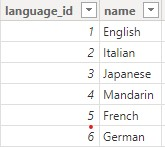 language_id name
1 English
2 Italian
3 Japanese
4 Mandarin
5 French
6 German